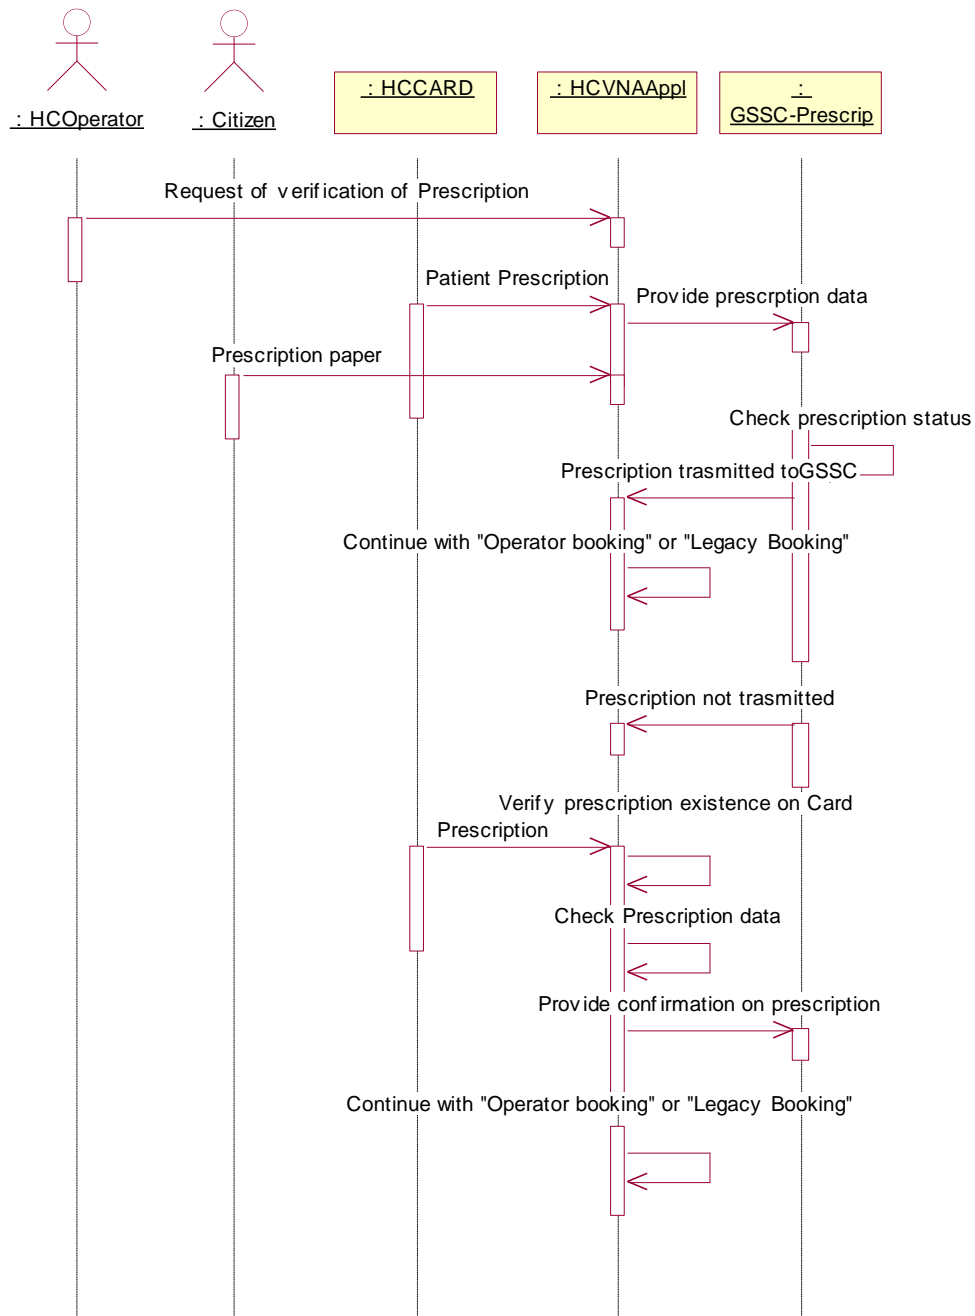 : HCOperator
: Citizen
: HCCARD
: HCVNAAppl
:
GSSC-Prescrip
Request of verification of Prescription
Patient Prescription
Provide prescrption data
Prescription paper
Check prescription status
Prescription trasmitted toGSSC
Continue with "Operator booking" or "Legacy Booking"
Prescription not trasmitted
Verify prescription existence on Card
Prescription
Check Prescription data
Provide confirmation on prescription
Continue with "Operator booking" or "Legacy Booking"